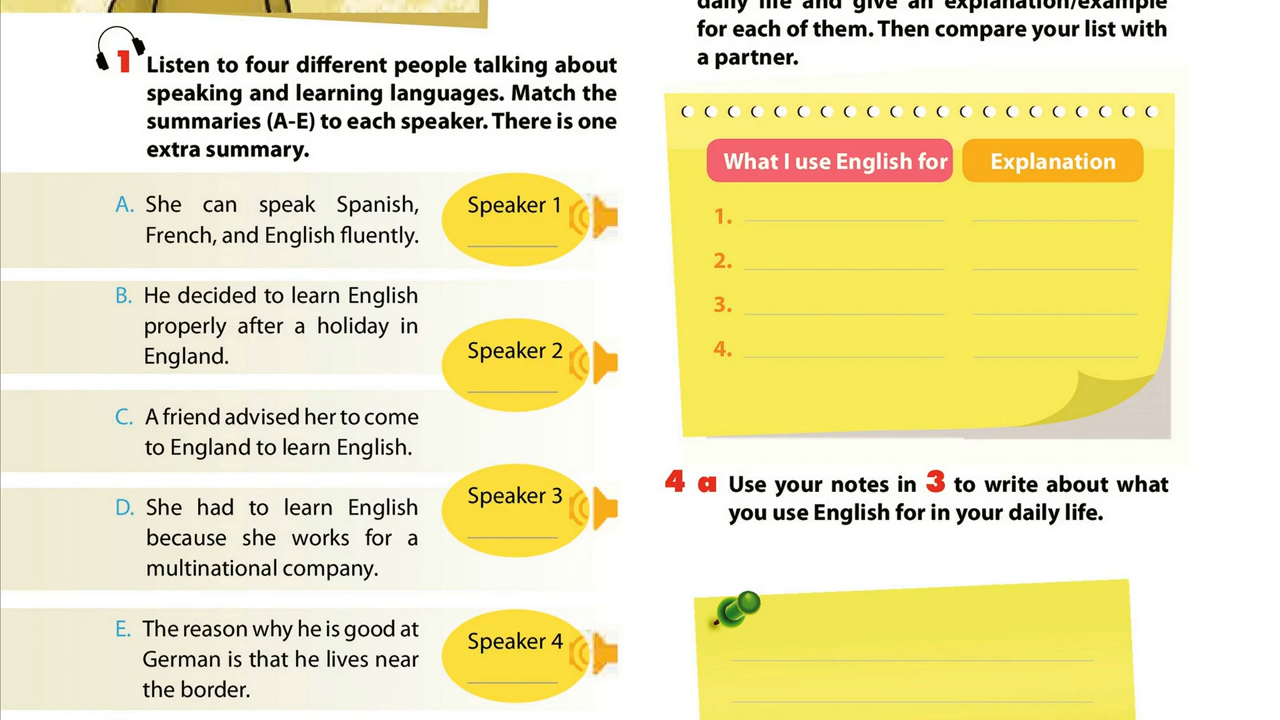 1 Listen to four different people talking about
speaking and learning languages. Match the
summaries (A-E) to each speaker. There is one
extra summary.
A. She can speak Spanish,
French, and English fluently.
B. He decided to learn English
properly after a holiday in
England.
C. A friend advised her to come
to England to learn English.
D. She had to learn English
because she works for a
multinational company.
E. The reason why he is good at
German is that he lives near
the border.
Speaker 1
Speaker 2
Speaker 3
Speaker 4
daily life and give an explanation/example
for each of them. Then compare your list with
a partner.
What I use English for Explanation
1.
2.
3.
4.
4 a Use your notes in 3 to write about what
you use English for in your daily life.